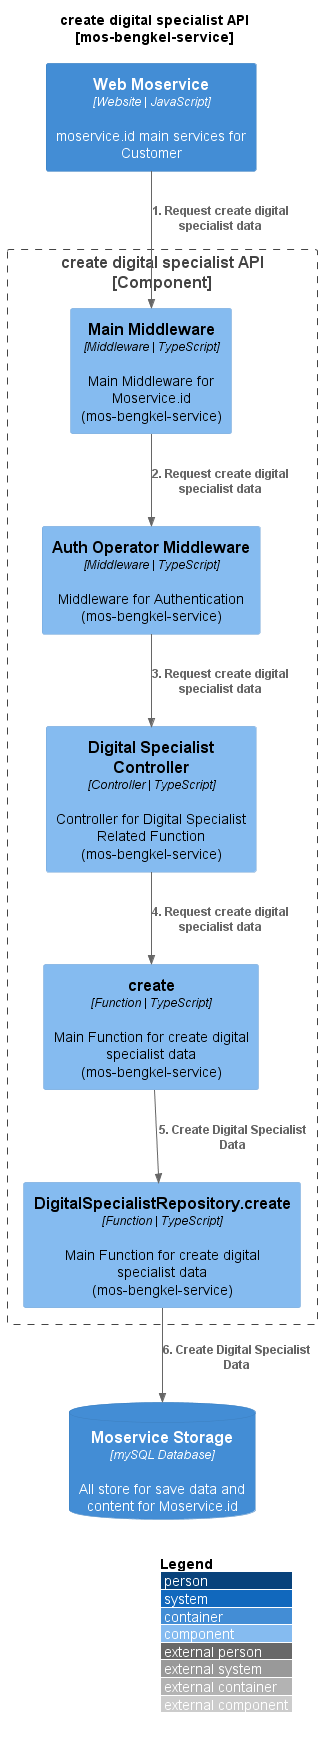 create digital specialist API
[mos-bengkel-service]
Web Moservice
[Website | JavaScript]
moservice.id main services for
Customer
1. Request create digital
specialist data
create digital specialist API
[Component]
Main Middleware
[Middleware | TypeScript]
Main Middleware for
Moservice.id
(mos-bengkel-service)
2. Request create digital
specialist data
Auth Operator Middleware
[Middleware | TypeScript]
Middleware for Authentication
(mos-bengkel-service)
3. Request create digital
specialist data
Digital Specialist
Controller
[Controller | TypeScript]
Controller for Digital Specialist
Related Function
(mos-bengkel-service)
4. Request create digital
specialist data
create
[Function | TypeScript]
Main Function for create digital
specialist data
(mos-bengkel-service)
5. Create Digital Specialist
Data
DigitalSpecialistRepository.create
[Function | TypeScript]
Main Function for create digital
specialist data
(mos-bengkel-service)
6. Create Digital Specialist
Data
Moservice Storage
[mySQL Database]
All store for save data and
content for Moservice.id
Legend
person
system
container
component
external person
external system
external container
external component